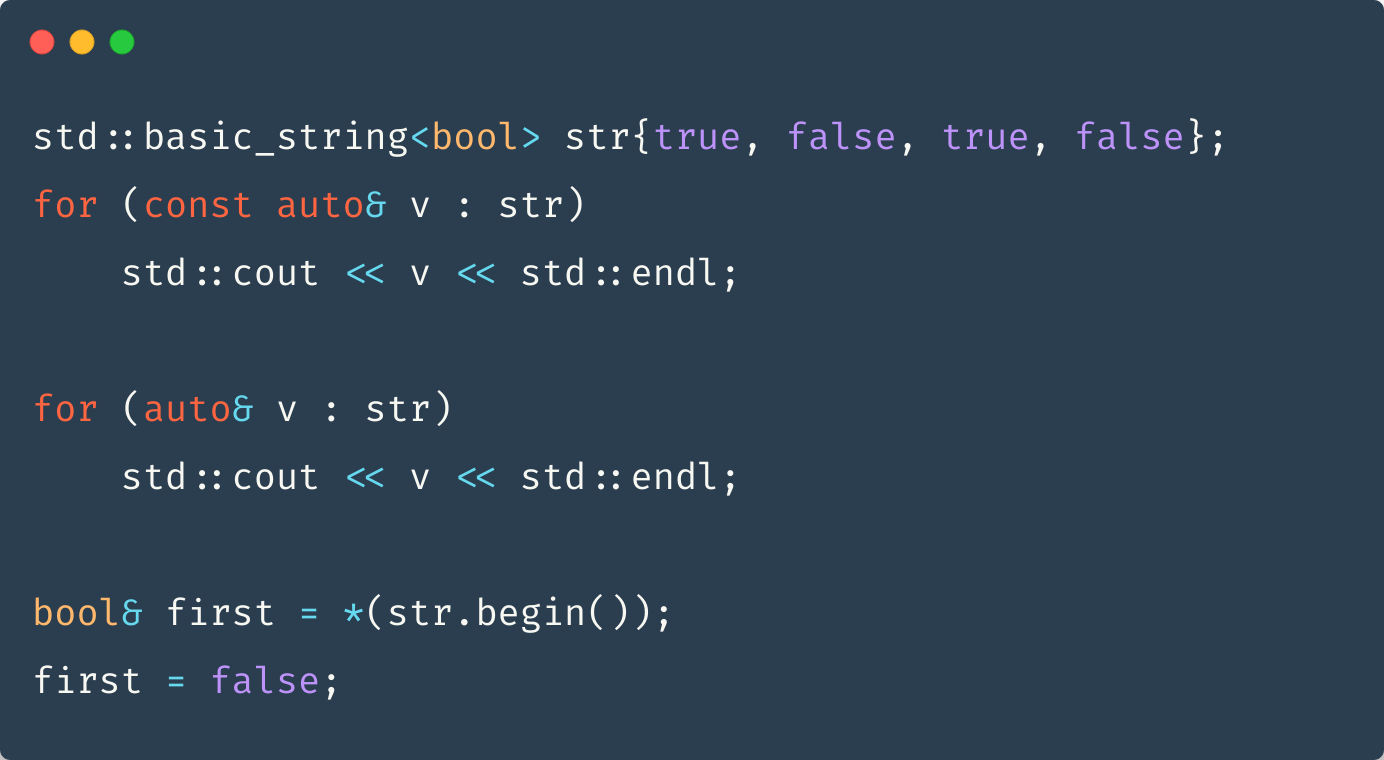 std::basic_string<bool> str{true, false, true, false};
for (const auto& v : str)
    std::cout << v << std::endl;

for (auto& v : str)
    std::cout << v << std::endl;

bool& first = *(str.begin());
first = false;